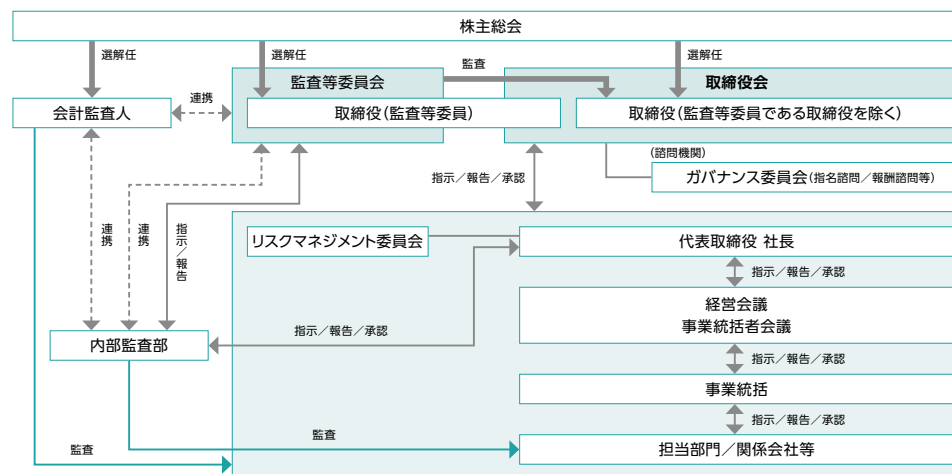 株主総会
選解任
選解任
選解任
監査等委員会
監査
取締役会
会計監査人
連携
取締役(監査等委員)
取締役(監査等委員である取締役を除く)
(諮問機関)
ガバナンス委員会(指名諮問/報酬諮問等)
指示/報告/承認
連携
連携
指示/報告
リスクマネジメント委員会
代表取締役 社長
指示/報告/承認
経営会議
事業統括者会議
指示/報告/承認
内部監査部
指示/報告/承認
事業統括
指示/報告/承認
監査
監査
担当部門/関係会社等